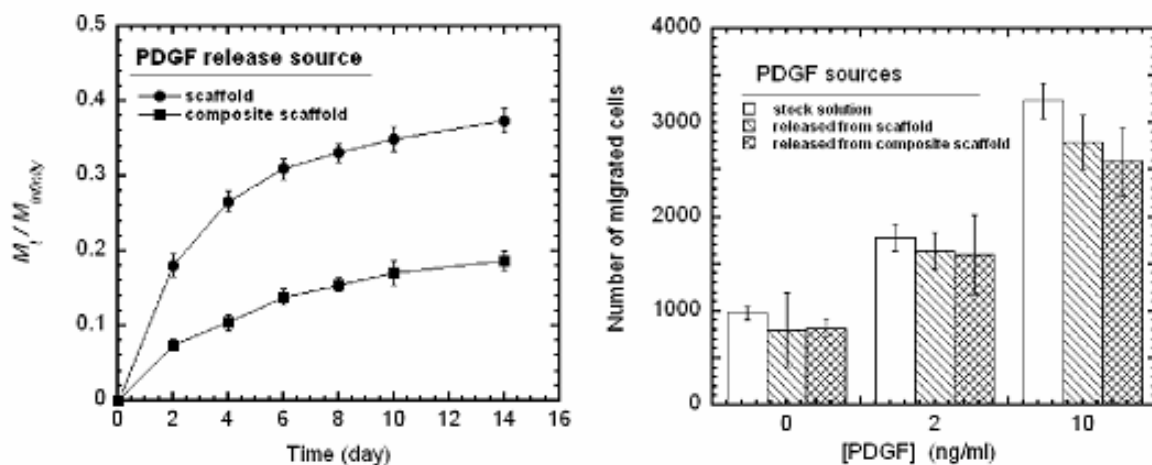 0.5
0.4
0.3
0.2
0.1
0
0 2 4 6 8 10 12 14 16
M_t / M_infinity
Time (day)
PDGF release source
scaffold
composite scaffold
4000
3000
2000
1000
0
0 2 10
Number of migrated cells
[PDGF] (ng/ml)
PDGF sources
stock solution
released from scaffold
released from composite scaffold